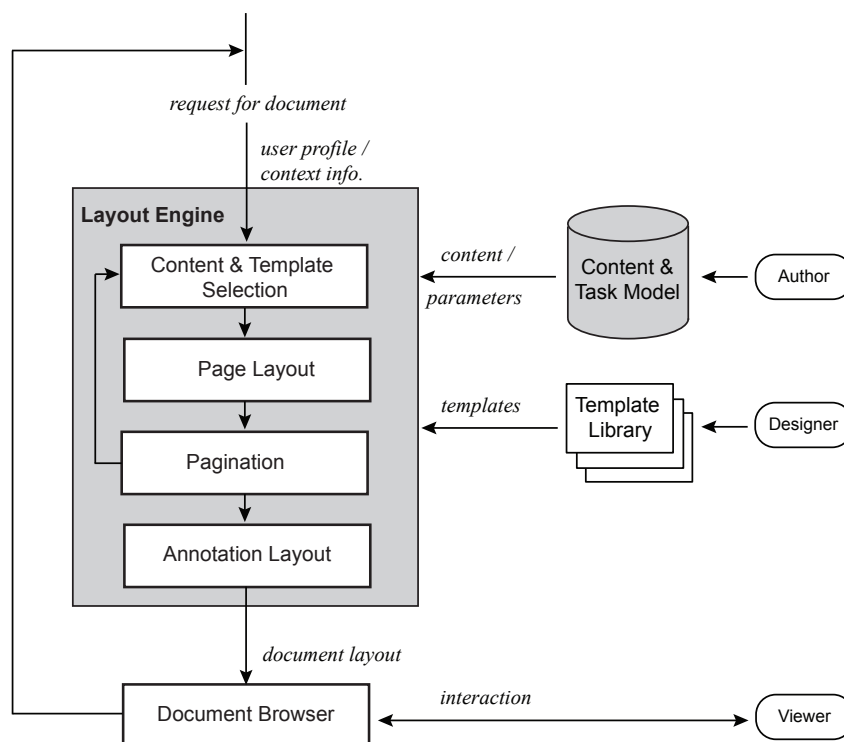 request for document
user profile /
context info.
Layout Engine
Content & Template
Selection
content /
parameters
Content &
Task Model
Author
Page Layout
templates
Template
Library
Designer
Pagination
Annotation Layout
document layout
Document Browser
interaction
Viewer